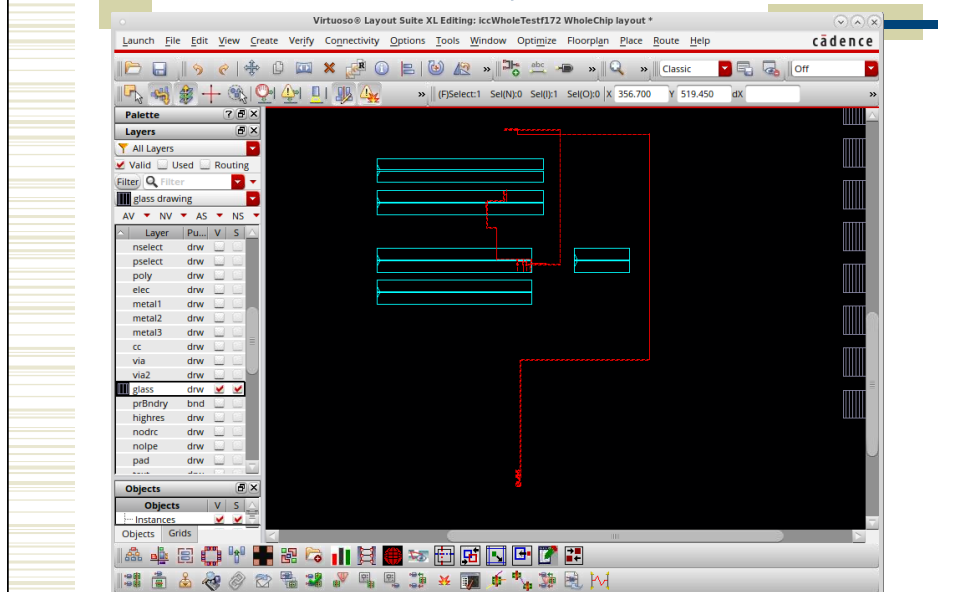 Virtuoso® Layout Suite XL Editing: iccWholeTestf172 WholeChip layout *
Launch File Edit View Create Verify Connectivity Options Tools Window Optimize Floorplan Place Route Help
cādence
abc
R
» » » Classic Off
» (F)Select:1 Sel(N):0 Sel(I):1 Sel(O):0 X 356.700 Y 519.450 dX »
Palette
Layers
All Layers
Valid Used Routing
Filter Filter
glass drawing
AV NV AS NS
Layer Pu... V S
nselect drw
pselect drw
poly drw
elec drw
metal1 drw
metal2 drw
metal3 drw
cc drw
via drw
via2 drw
glass drw
prBndry bnd
highres drw
nodrc drw
nolpe drw
pad drw
Objects
Objects V S
Instances
Objects Grids